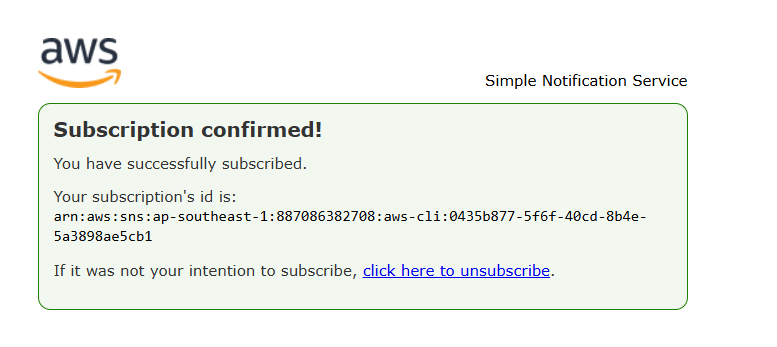 aws
Simple Notification Service
Subscription confirmed!
You have successfully subscribed.
Your subscription's id is:
arn:aws:sns:ap-southeast-1:887086382708:aws-cli:0435b877-5f6f-40cd-8b4e-
5a3898ae5cb1
If it was not your intention to subscribe, click here to unsubscribe.